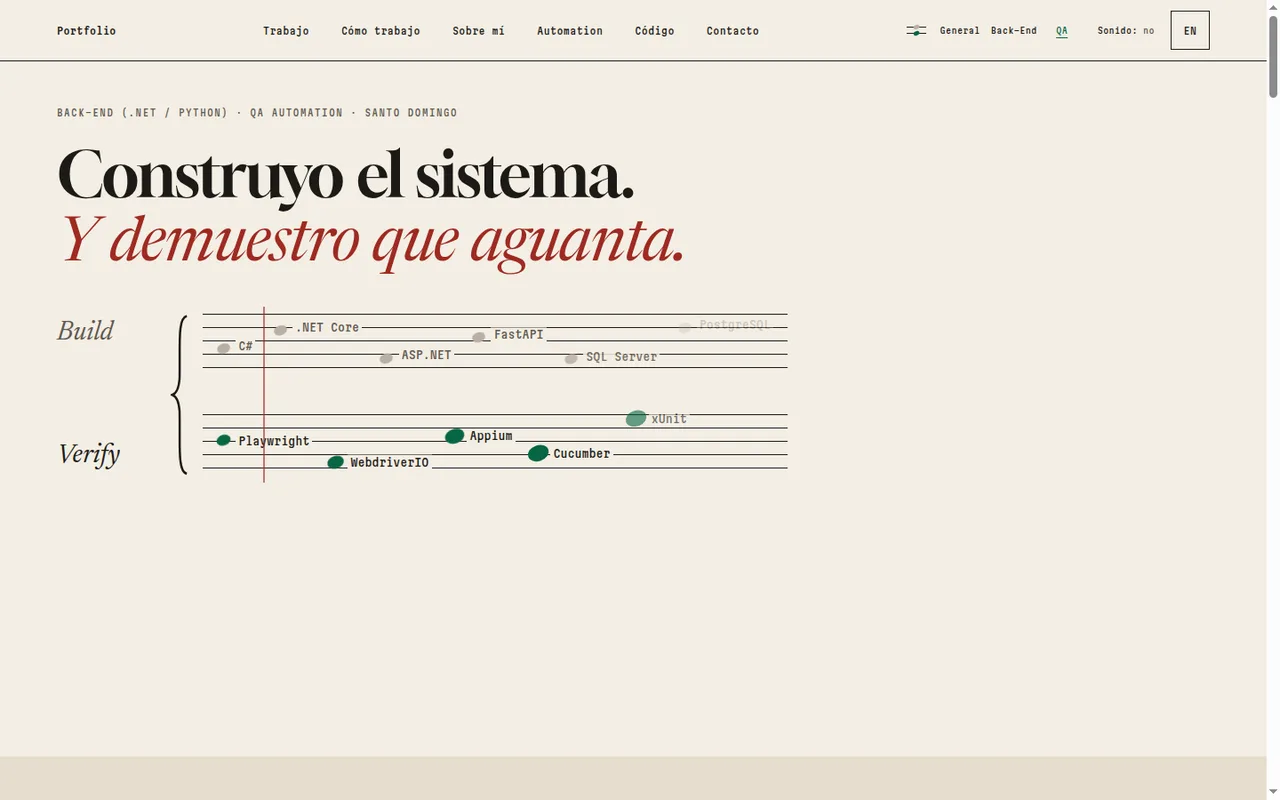 Portfolio
Trabajo Cómo trabajo Sobre mí Automation Código Contacto
General Back-End QA Sonido: no EN
BACK-END (.NET / PYTHON) · QA AUTOMATION · SANTO DOMINGO
Construyo el sistema.
Y demuestro que aguanta.
Build
C#
.NET Core
ASP.NET
FastAPI
SQL Server
PostgreSQL
Verify
Playwright
WebdriverIO
Appium
Cucumber
xUnit